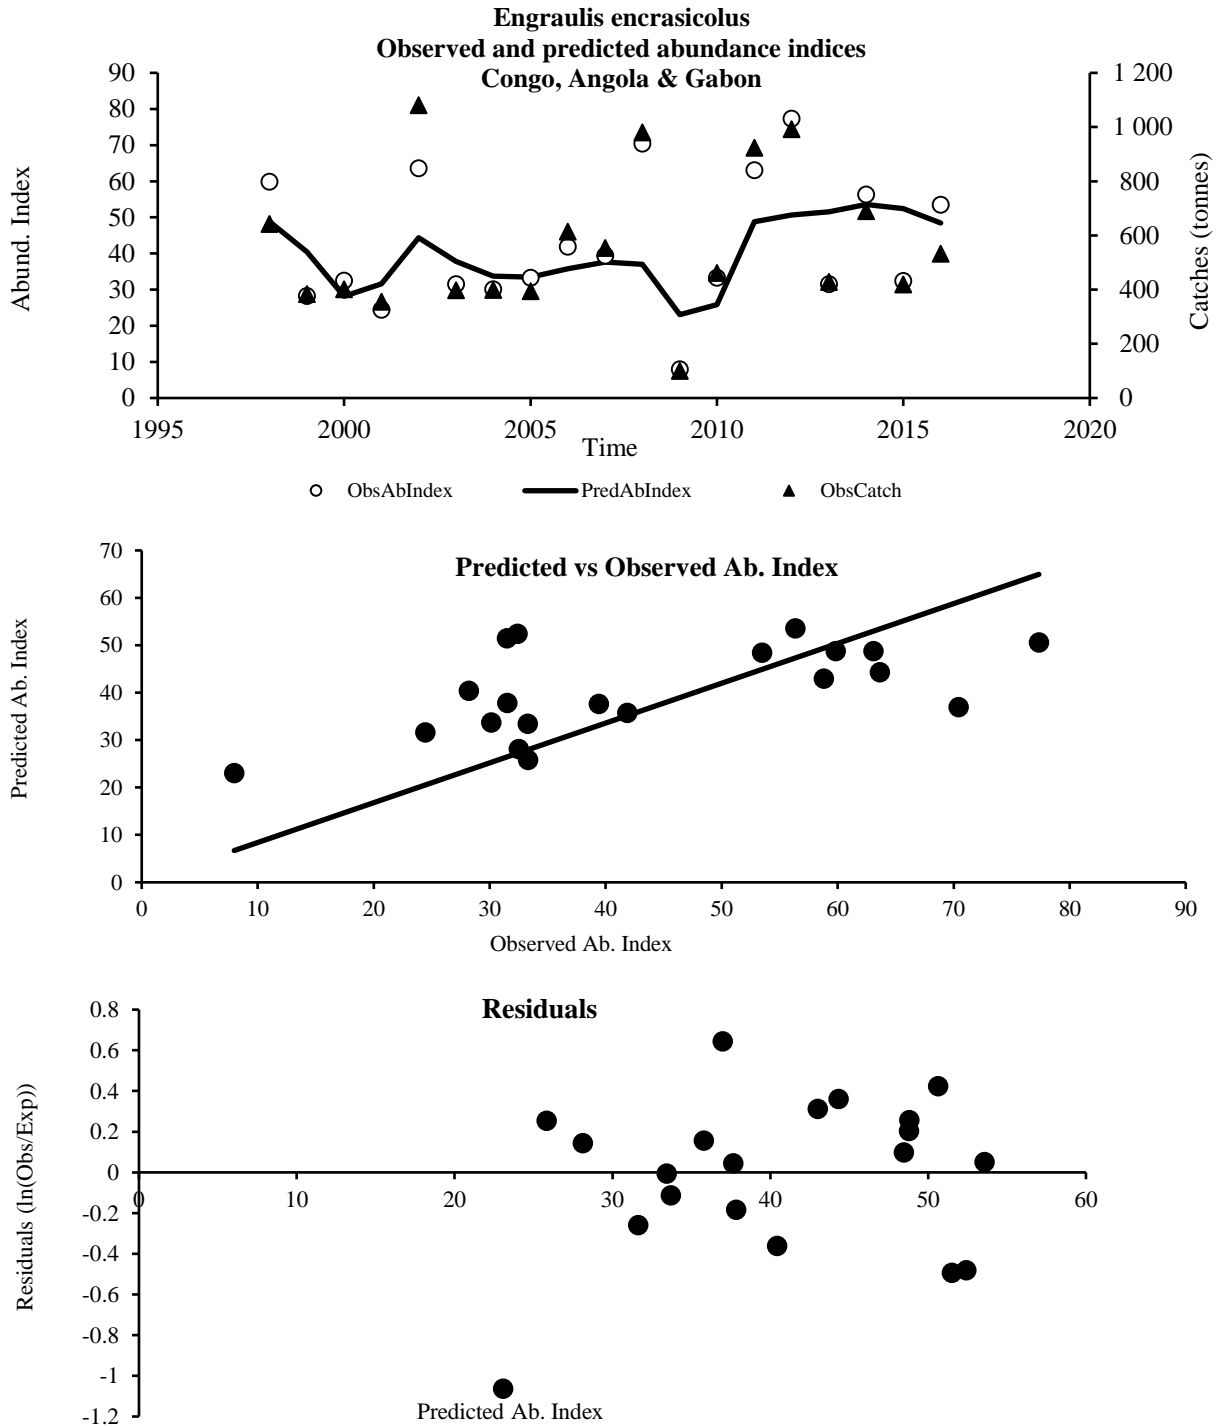 Engraulis encrasicolus
Observed and predicted abundance indices
Congo, Angola & Gabon
Abund. Index
90
80
70
60
50
40
30
20
10
0
1 200
1 000
800
600
400
200
0
Catches (tonnes)
1995 2000 2005 2010 2015 2020
Time
ObsAbIndex PredAbIndex ObsCatch
Predicted vs Observed Ab. Index
Predicted Ab. Index
70
60
50
40
30
20
10
0
0 10 20 30 40 50 60 70 80 90
Observed Ab. Index
Residuals
Residuals (ln(Obs/Exp))
0.8
0.6
0.4
0.2
0
-0.2
-0.4
-0.6
-0.8
-1
-1.2
0 10 20 30 40 50 60
Predicted Ab. Index